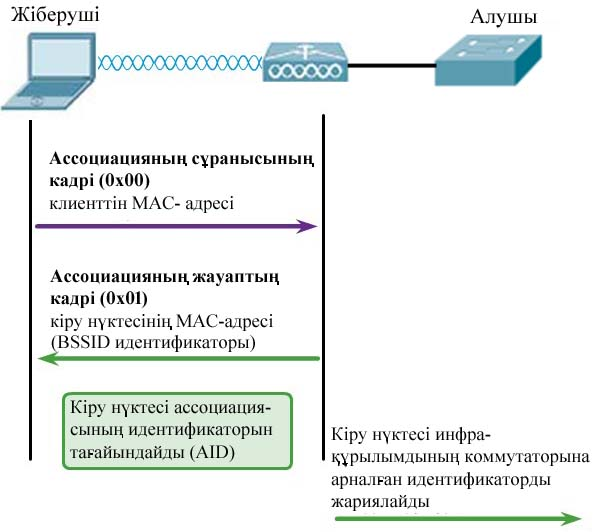 Жіберуші
Алушы
Ассоциацияның сұранысының
кадрі (0x00)
клиенттін MAC- адресі
Ассоциацияның жауаптың
кадрі (0x01)
кіру нүктесінің MAC-адресі
(BSSID идентификаторы)
Кіру нүктесі ассоциация-
сының идентификаторын
тағайындайды (AID)
Кіру нүктесі инфра-
құрылымдының коммутаторына
арналған идентификаторды
жариялайды